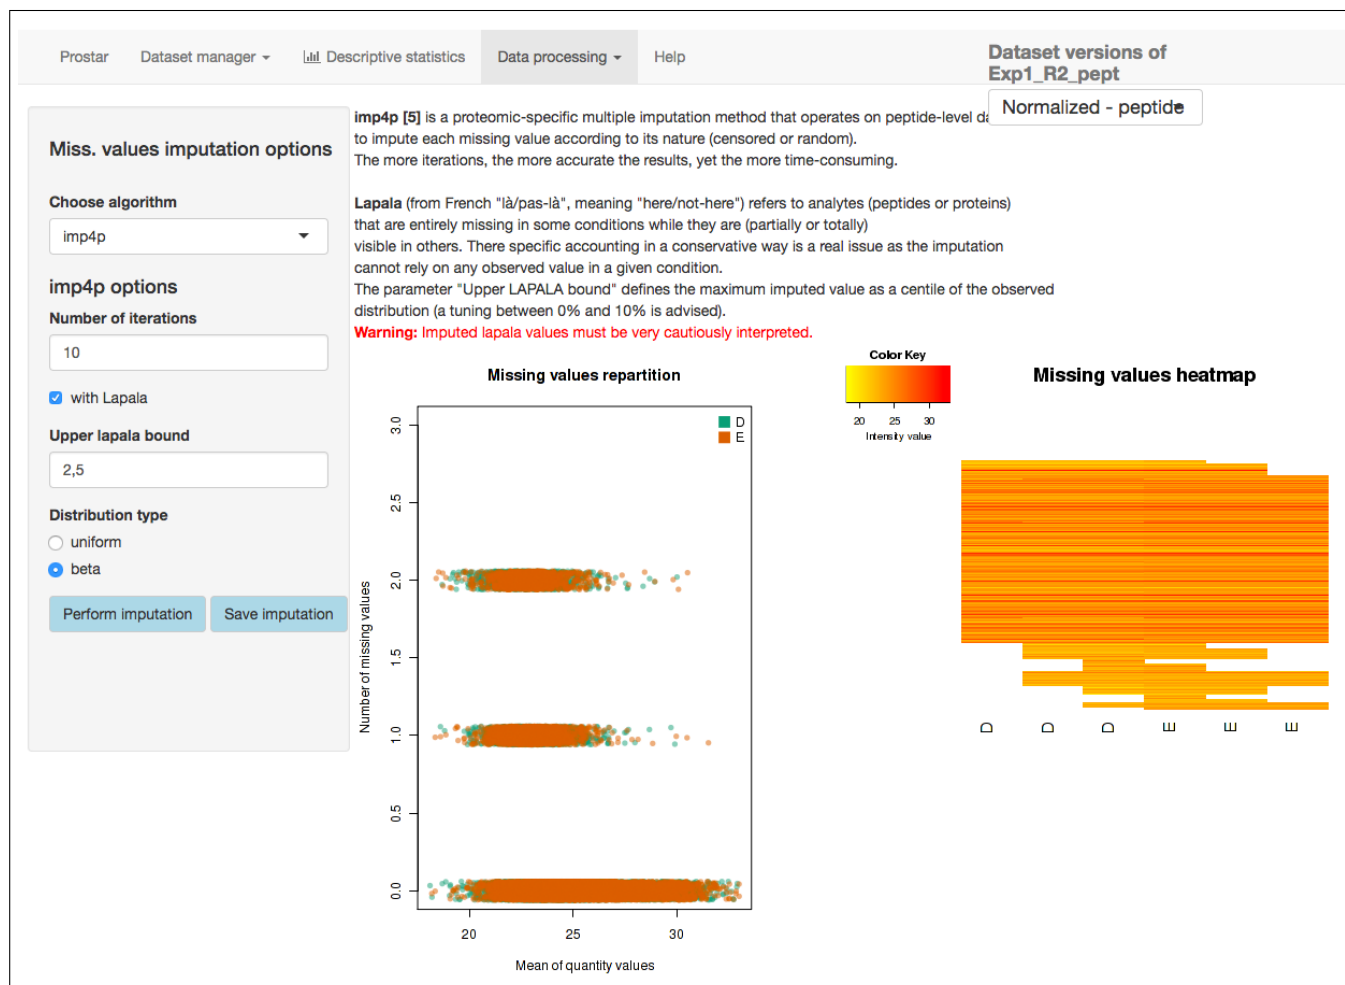 Prostar
Dataset manager
Descriptive statistics
Data processing
Help
Dataset versions of
Exp1_R2_pept
Normalized - peptide
Miss. values imputation options
Choose algorithm
imp4p
imp4p options
Number of iterations
10
with Lapala
Upper lapala bound
2,5
Distribution type
uniform
beta
Perform imputation
Save imputation
imp4p [5] is a proteomic-specific multiple imputation method that operates on peptide-level
to impute each missing value according to its nature (censored or random).
The more iterations, the more accurate the results, yet the more time-consuming.
Lapala (from French "là/pas-là", meaning "here/not-here") refers to analytes (peptides or proteins)
that are entirely missing in some conditions while they are (partially or totally)
visible in others. There specific accounting in a conservative way is a real issue as the imputation
cannot rely on any observed value in a given condition.
The parameter "Upper LAPALA bound" defines the maximum imputed value as a centile of the observed
distribution (a tuning between 0% and 10% is advised).
Warning: Imputed lapala values must be very cautiously interpreted.
Missing values repartition
D
E
3.0
2.5
2.0
1.5
1.0
0.5
0.0
Number of missing values
20 25 30
Mean of quantity values
Color Key
20 25 30
Intensity value
Missing values heatmap
D D D E E E